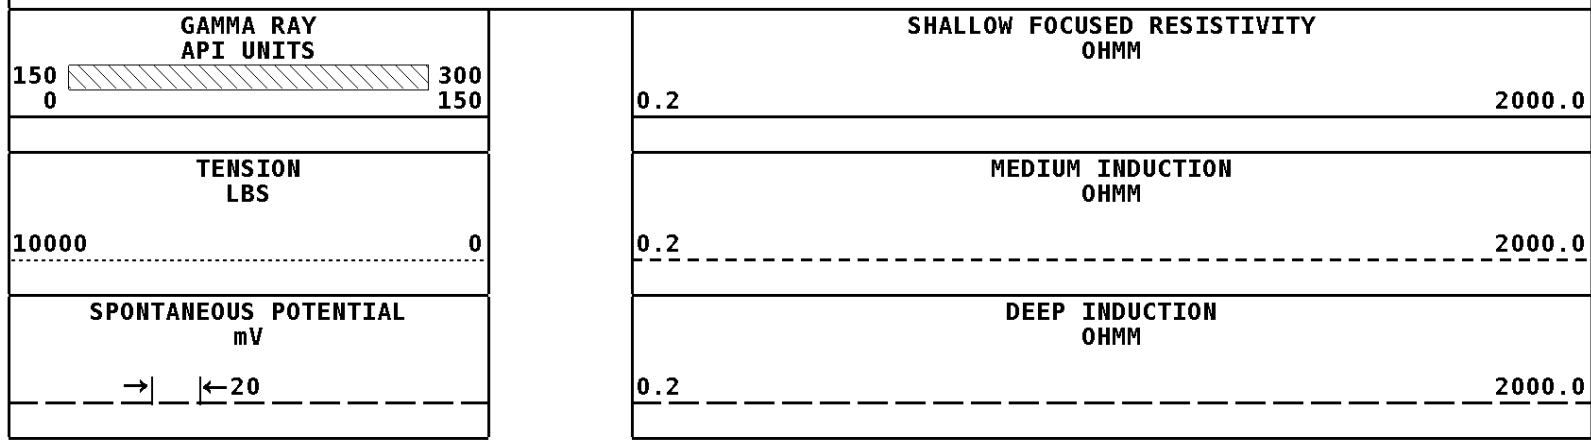 GAMMA RAY
API UNITS
150 300
0 150
TENSION
LBS
10000 0
SPONTANEOUS POTENTIAL
mV
→ ←20
SHALLOW FOCUSED RESISTIVITY
OHMM
0.2 2000.0
MEDIUM INDUCTION
OHMM
0.2 2000.0
DEEP INDUCTION
OHMM
0.2 2000.0